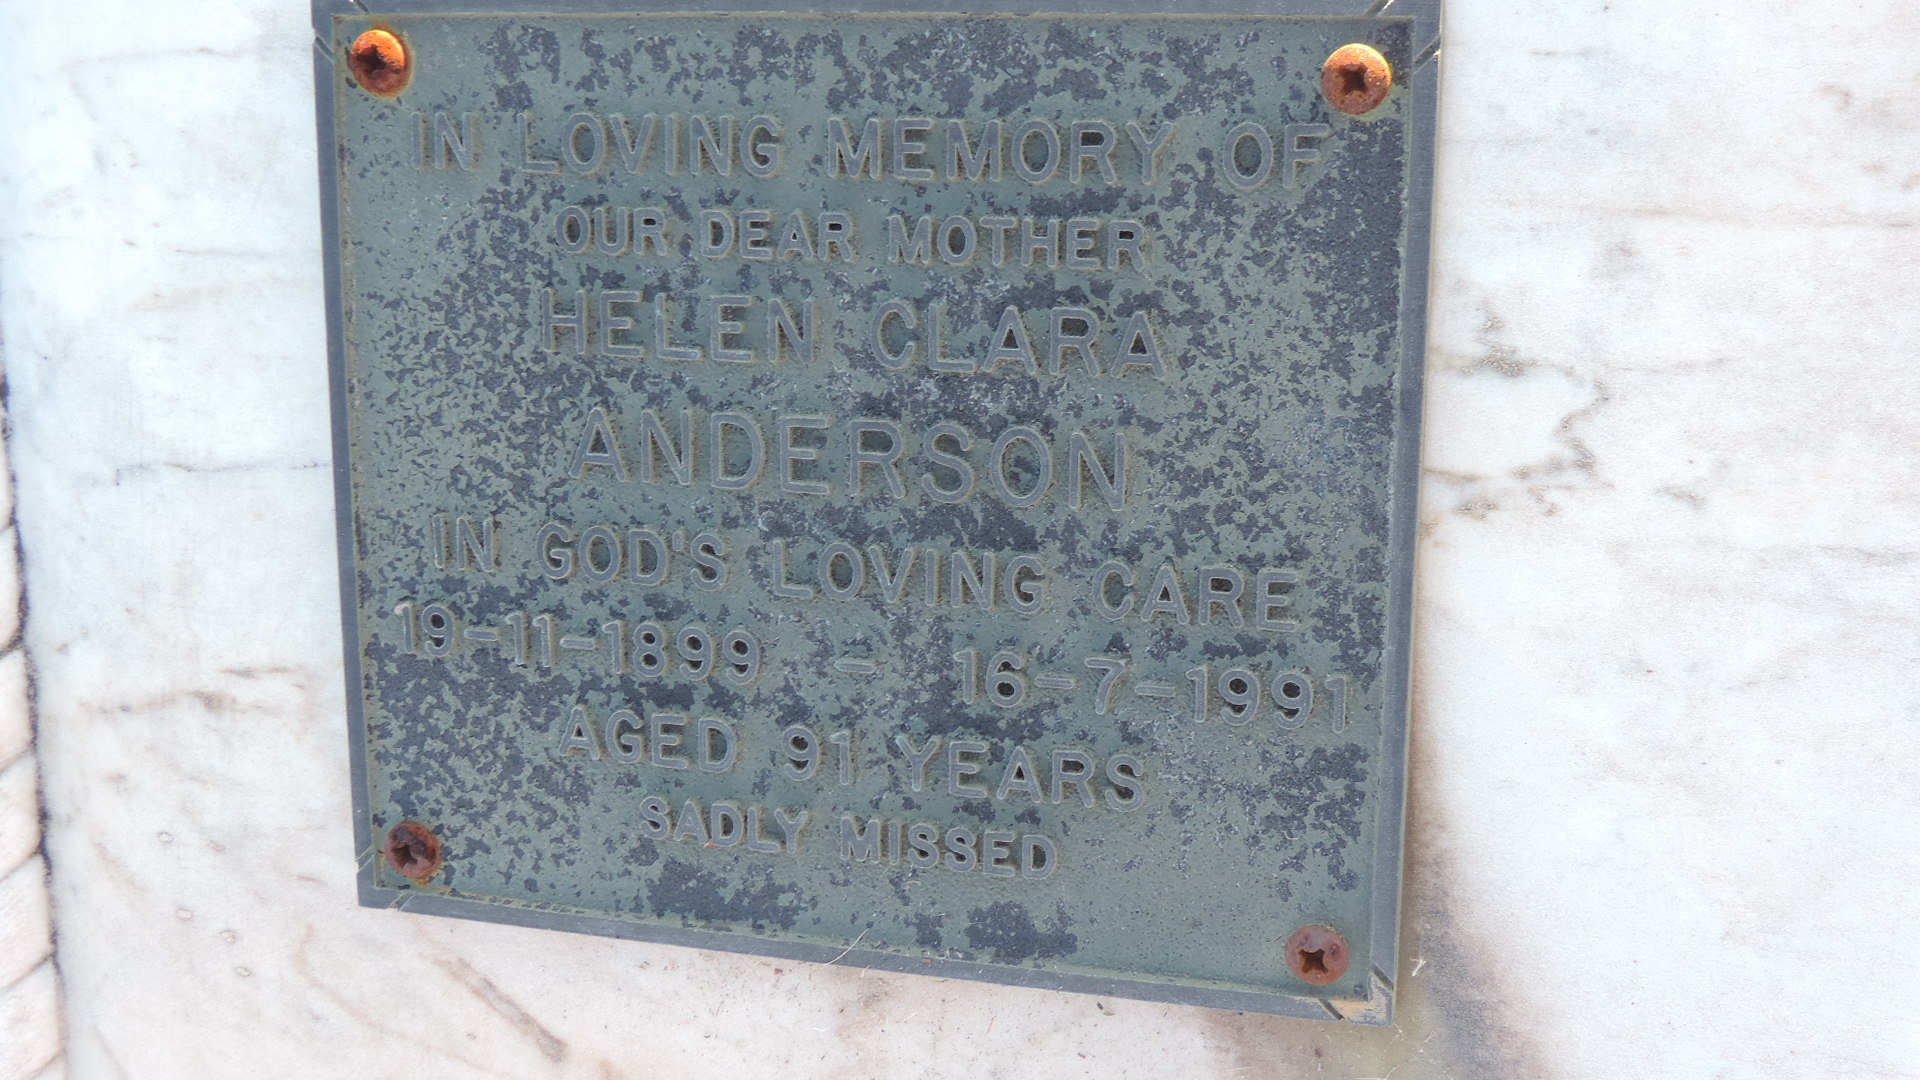 IN LOVING MEMORY OF
OUR DEAR MOTHER
HELEN CLARA
ANDERSON
IN GOD'S LOVING CARE
19-11-1899 - 16-7-1991
AGED 91 YEARS
SADLY MISSED